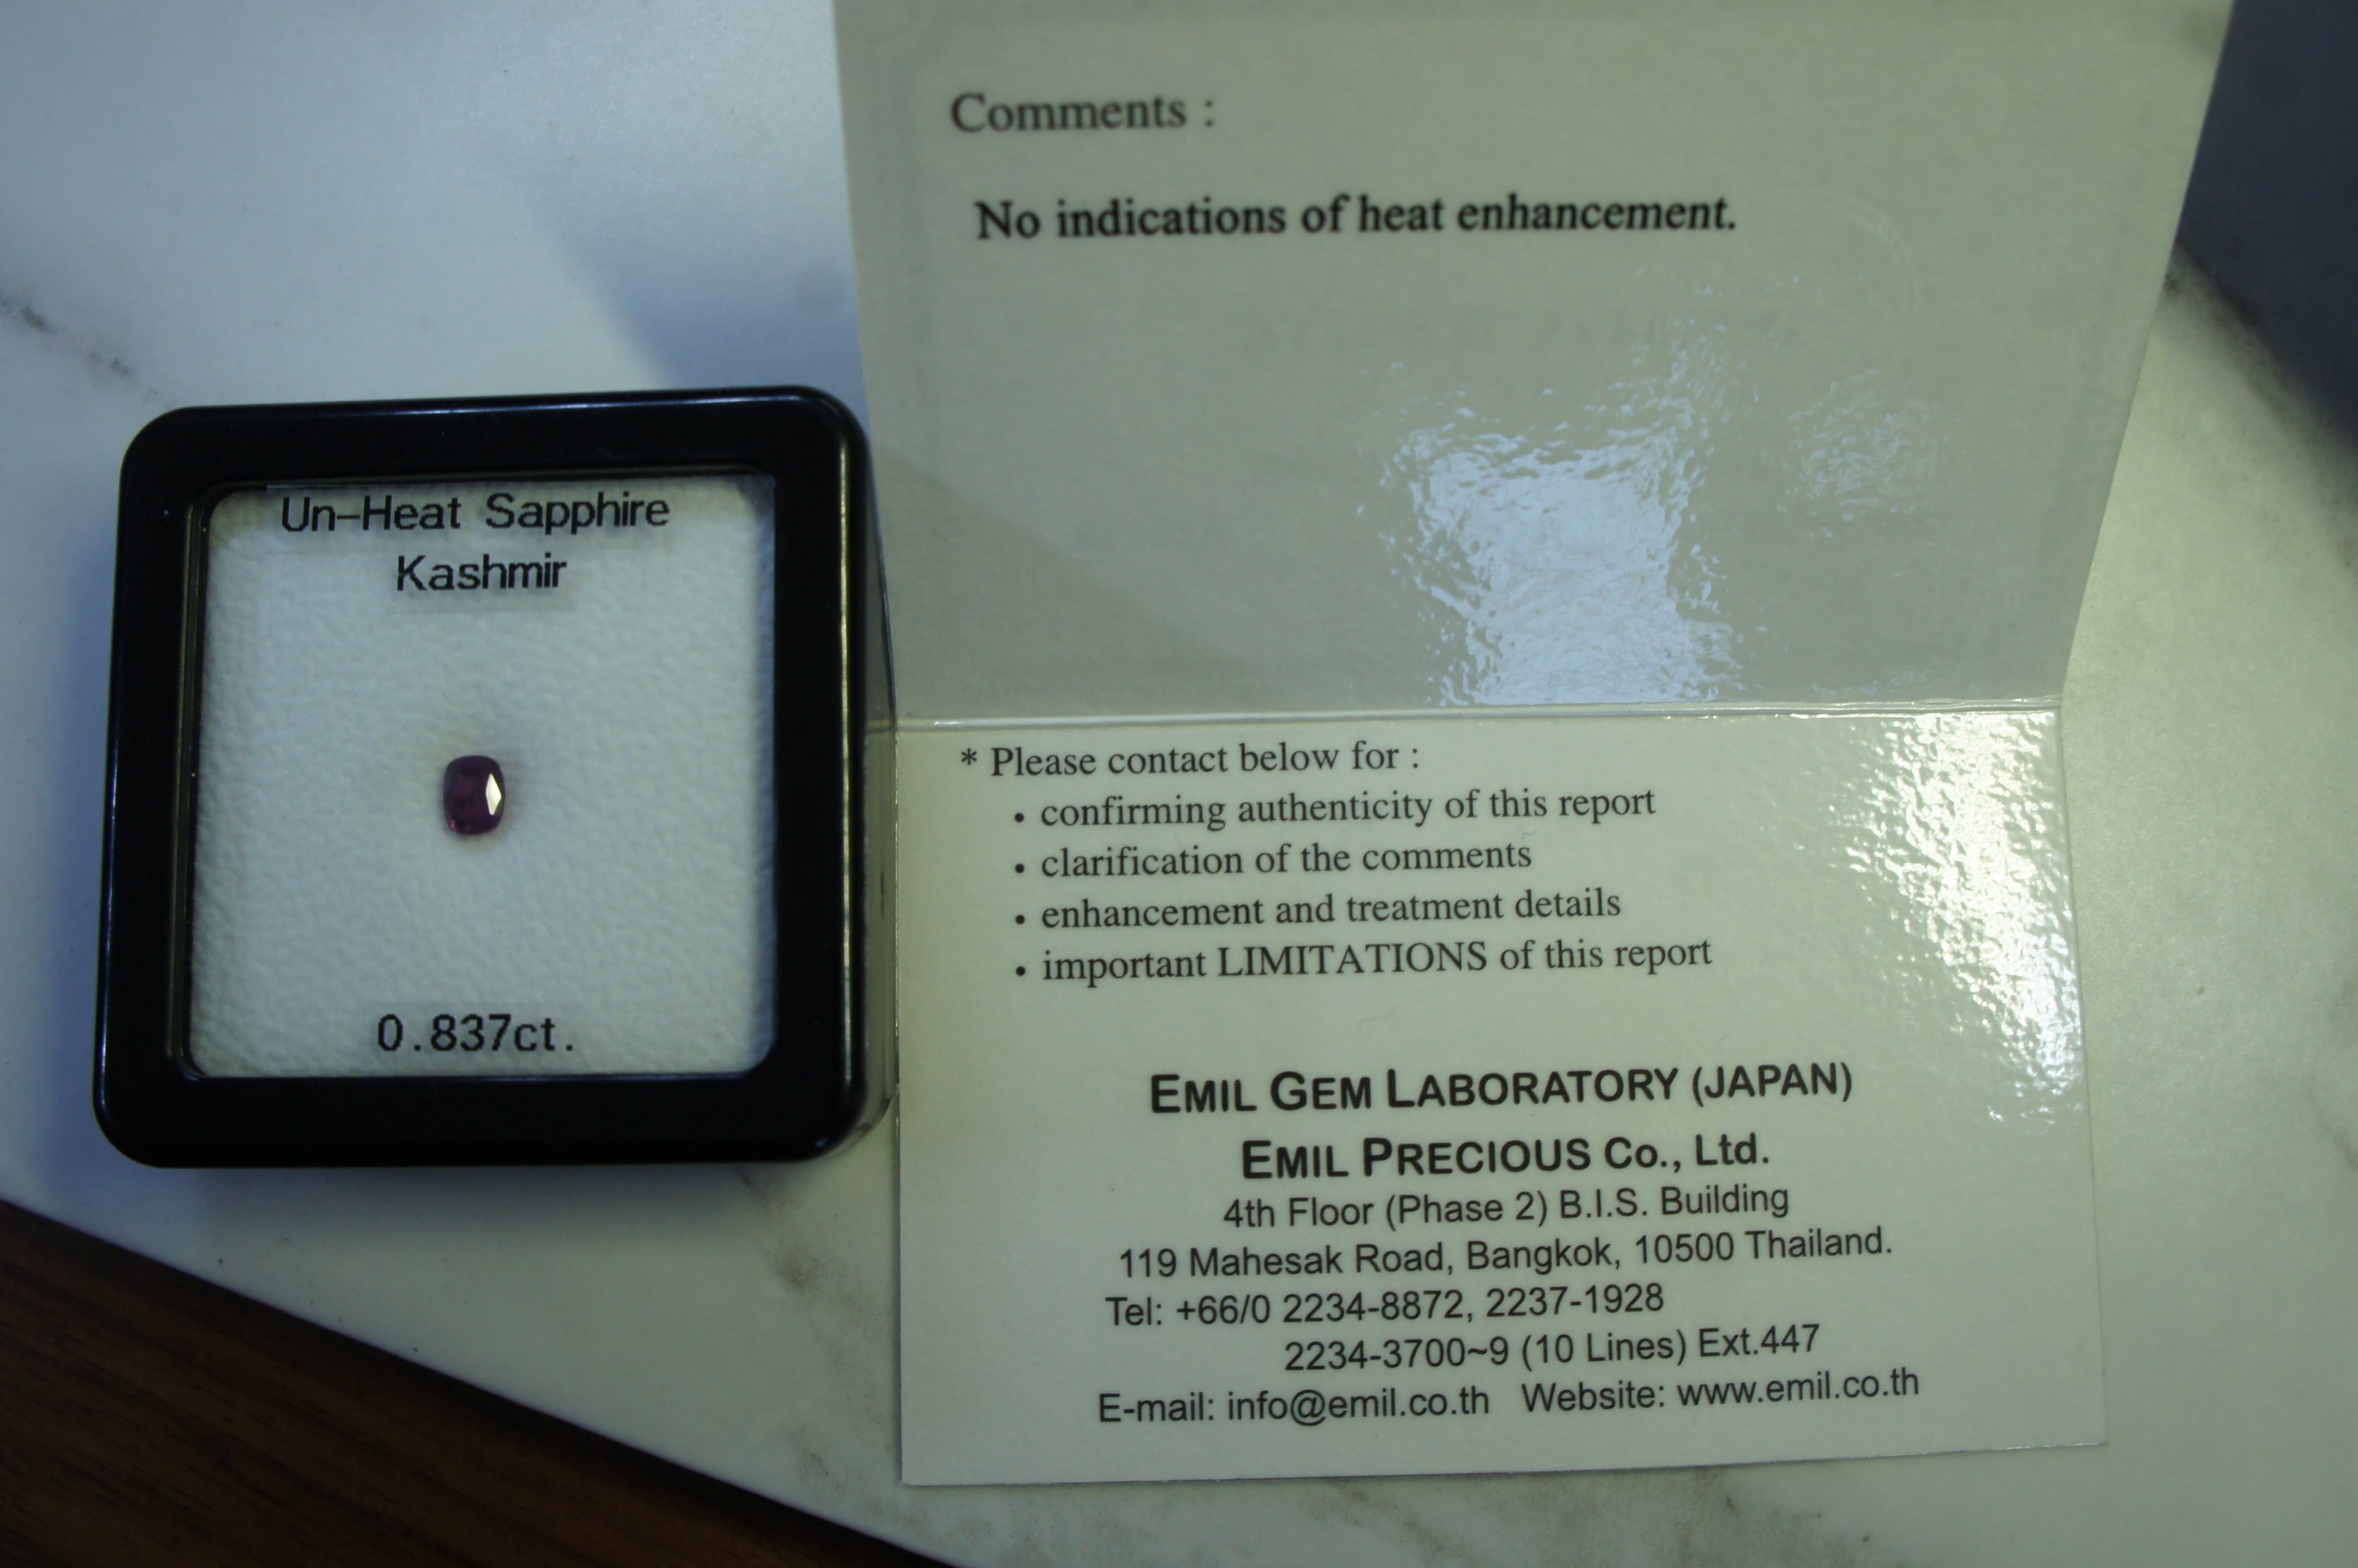 Un-Heat Sapphire
Kashmir
0.837ct.
Comments :
No indications of heat enhancement.
* Please contact below for :
• confirming authenticity of this report
• clarification of the comments
• enhancement and treatment details
• important LIMITATIONS of this report
EMIL GEM LABORATORY (JAPAN)
EMIL PRECIOUS Co., Ltd.
4th Floor (Phase 2) B.I.S. Building
119 Mahesak Road, Bangkok, 10500 Thailand.
Tel: +66/0 2234-8872, 2237-1928
2234-3700~9 (10 Lines) Ext.447
E-mail: info@emil.co.th Website: www.emil.co.th